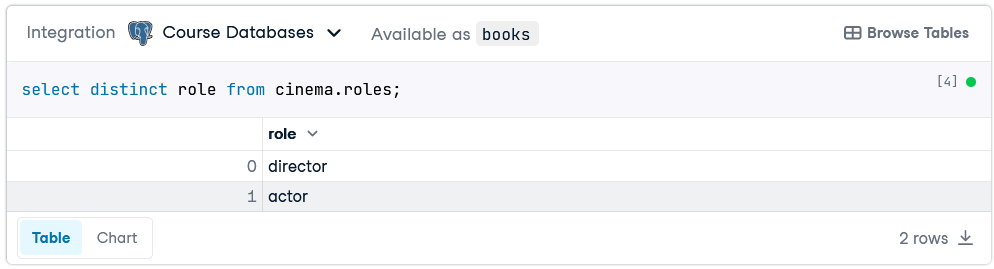 Integration Course Databases Available as books Browse Tables
select distinct role from cinema.roles; [4]
role
0 director
1 actor
Table Chart 2 rows